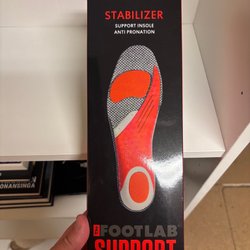 STABILIZER
SUPPORT INSOLE
ANTI PRONATION
FOOTLAB
SUPPORT